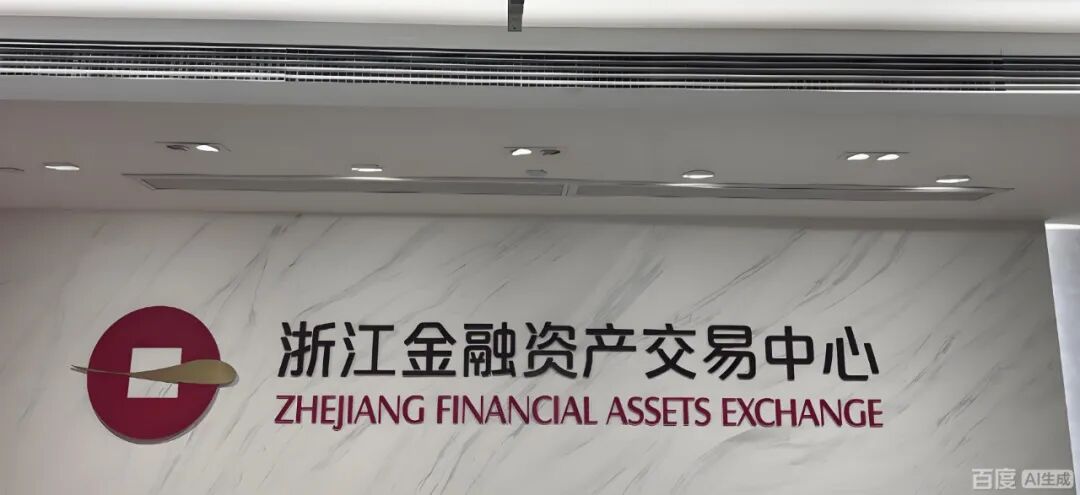 浙江金融资产交易中心
ZHEJIANG FINANCIAL ASSETS EXCHANGE
百度 AI生成